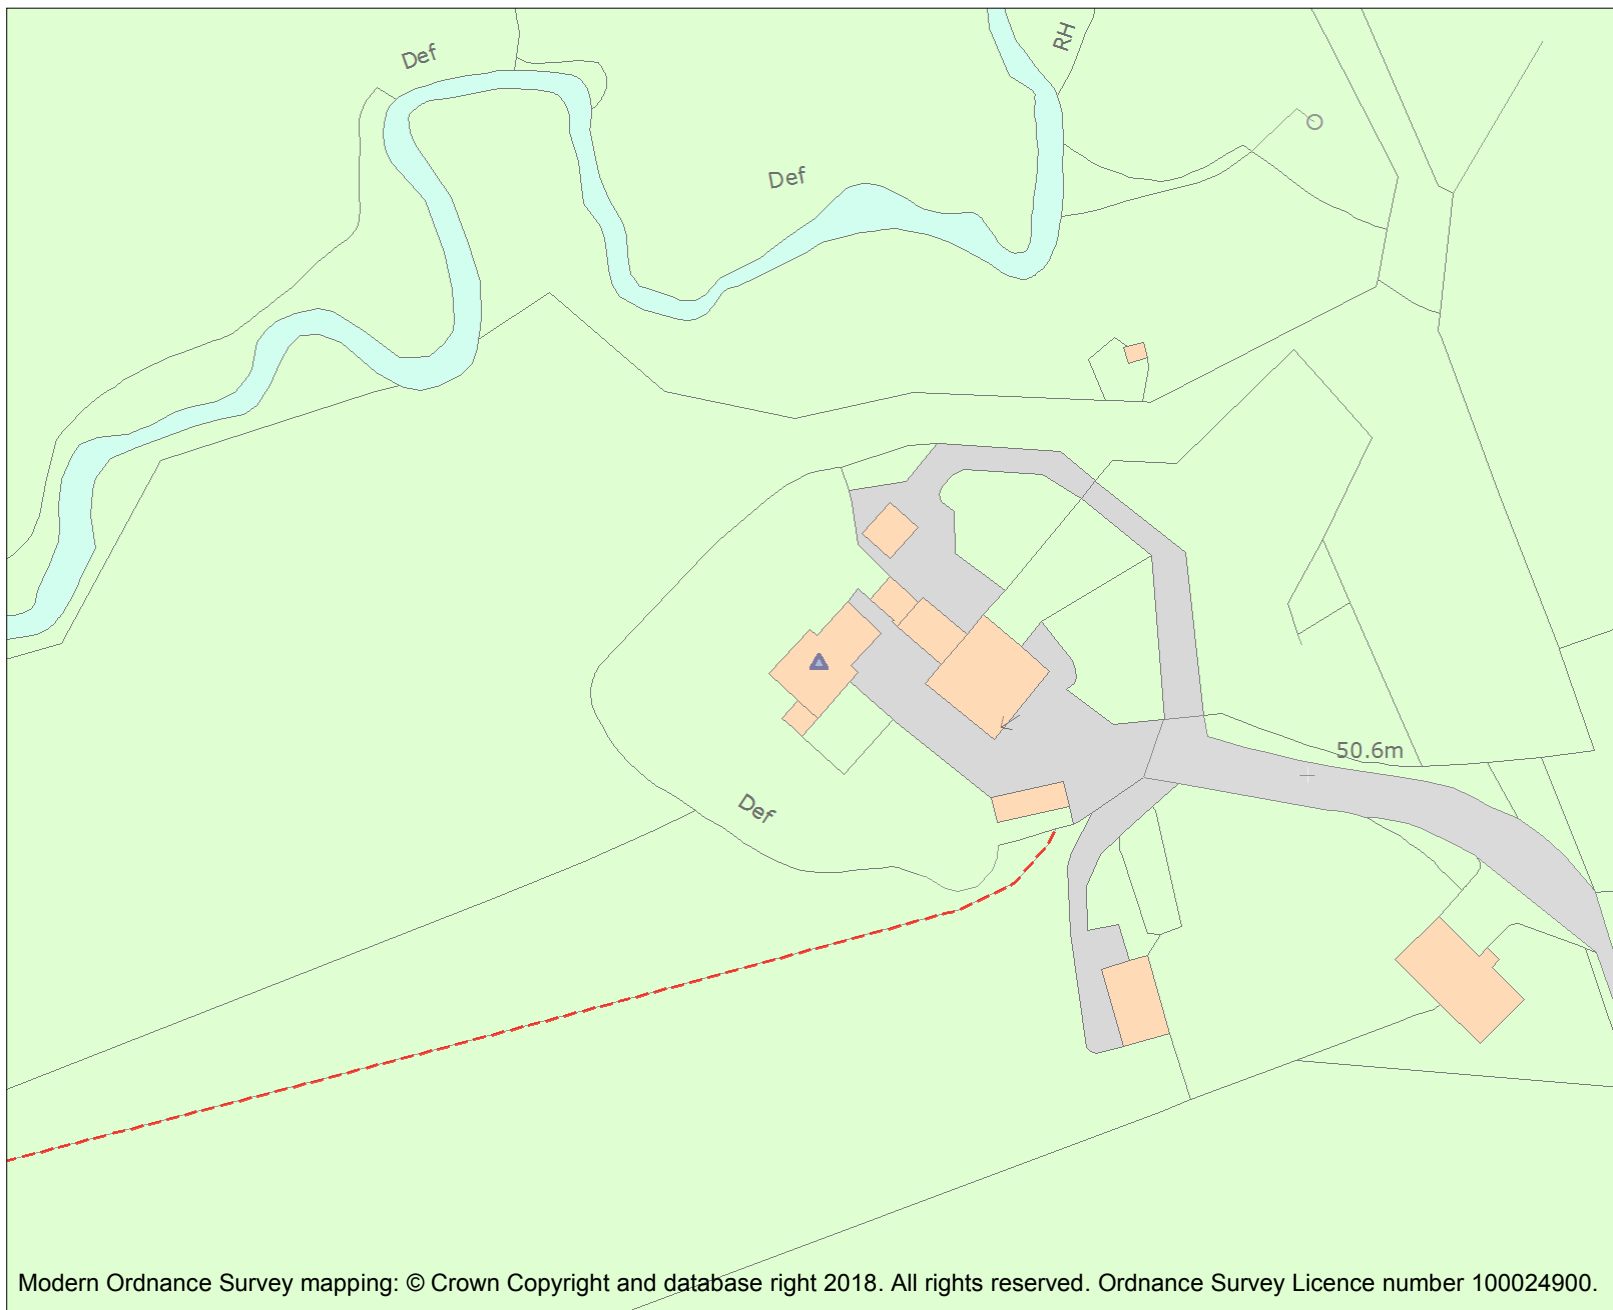 Def
RH
Def
50.6m
Def
Modern Ordnance Survey mapping: © Crown Copyright and database right 2018. All rights reserved. Ordnance Survey Licence number 100024900.